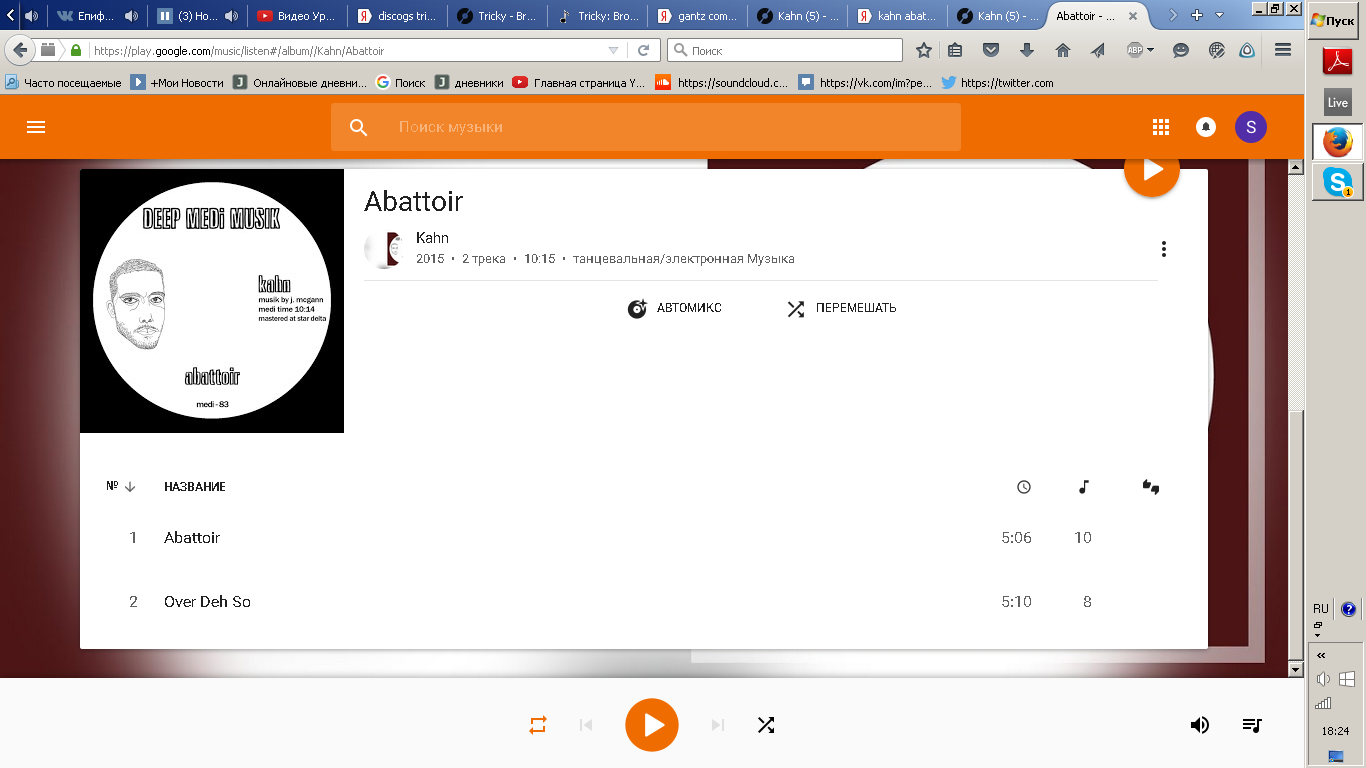 Епиф...
(3) Но...
Видео Ур...
discogs tri...
Tricky - Br...
Tricky: Bro...
gantz com...
Kahn (5) - ...
kahn abat...
Kahn (5) - ...
Abattoir - ...
Пуск
https://play.google.com/music/listen#/album//Kahn/Abattoir
Поиск
ABP
Часто посещаемые
+Мои Новости
Онлайновые дневни...
Поиск
дневники
Главная страница Y...
https://soundcloud.c...
https://vk.com/im?pe...
https://twitter.com
Live
Поиск музыки
S
1
DEEP MEDi MUSIK
kahn
musik by j. mcgann
medi time 10:14
mastered at star delta
abattoir
medi - 83
Abattoir
Kahn
2015 • 2 трека • 10:15 • танцевальная/электронная Музыка
АВТОМИКС
ПЕРЕМЕШАТЬ
№ НАЗВАНИЕ
1 Abattoir 5:06 10
2 Over Deh So 5:10 8
RU
18:24